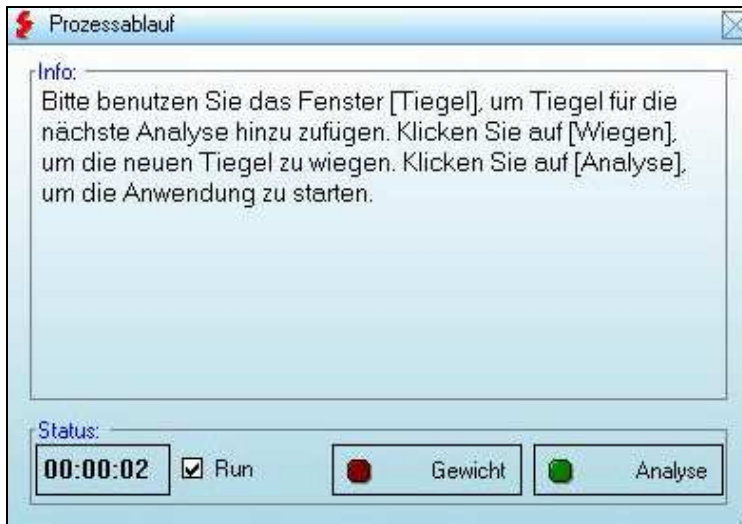 Prozessablauf
Info:
Bitte benutzen Sie das Fenster [Tiegel], um Tiegel für die
nächste Analyse hinzu zufügen. Klicken Sie auf [Wiegen],
um die neuen Tiegel zu wiegen. Klicken Sie auf [Analyse],
um die Anwendung zu starten.
Status:
00:00:02 Run Gewicht Analyse